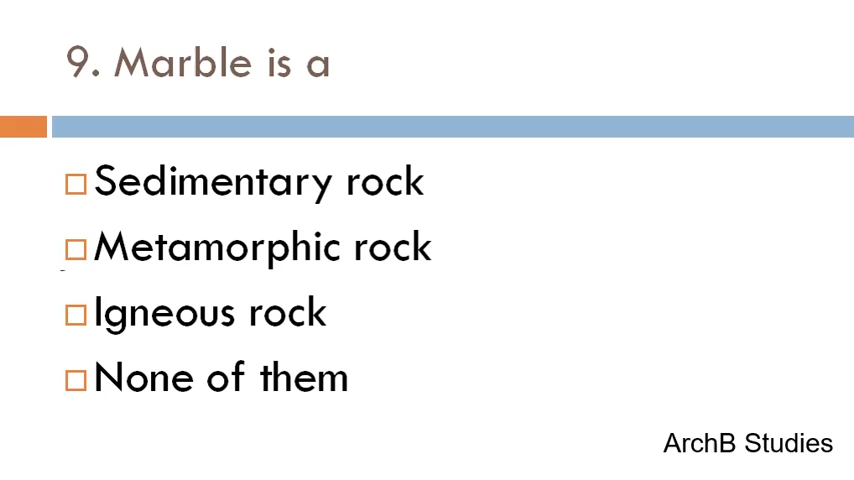 9. Marble is a
Sedimentary rock
Metamorphic rock
Igneous rock
None of them
ArchB Studies